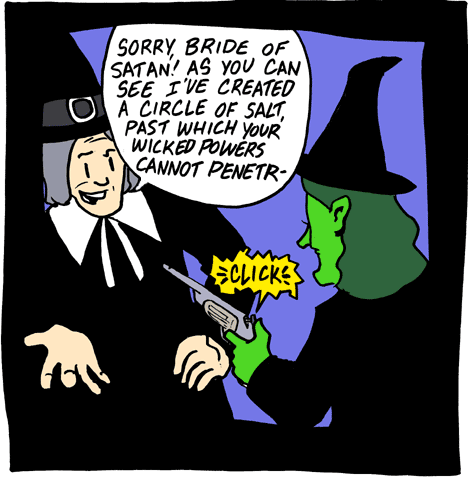 SORRY, BRIDE OF
SATAN! AS YOU CAN
SEE I'VE CREATED
A CIRCLE OF SALT,
PAST WHICH YOUR
WICKED POWERS
CANNOT PENETR-
CLICK